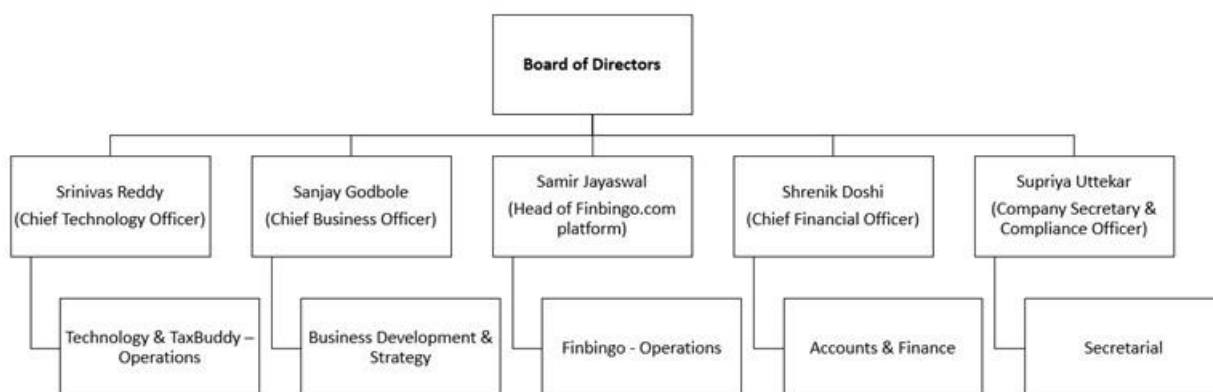 Board of Directors
Srinivas Reddy
(Chief Technology Officer)
Sanjay Godbole
(Chief Business Officer)
Samir Jayaswal
(Head of Finbingo.com
platform)
Shrenik Doshi
(Chief Financial Officer)
Supriya Uttekar
(Company Secretary &
Compliance Officer)
Technology & TaxBuddy –
Operations
Business Development &
Strategy
Finbingo - Operations
Accounts & Finance
Secretarial